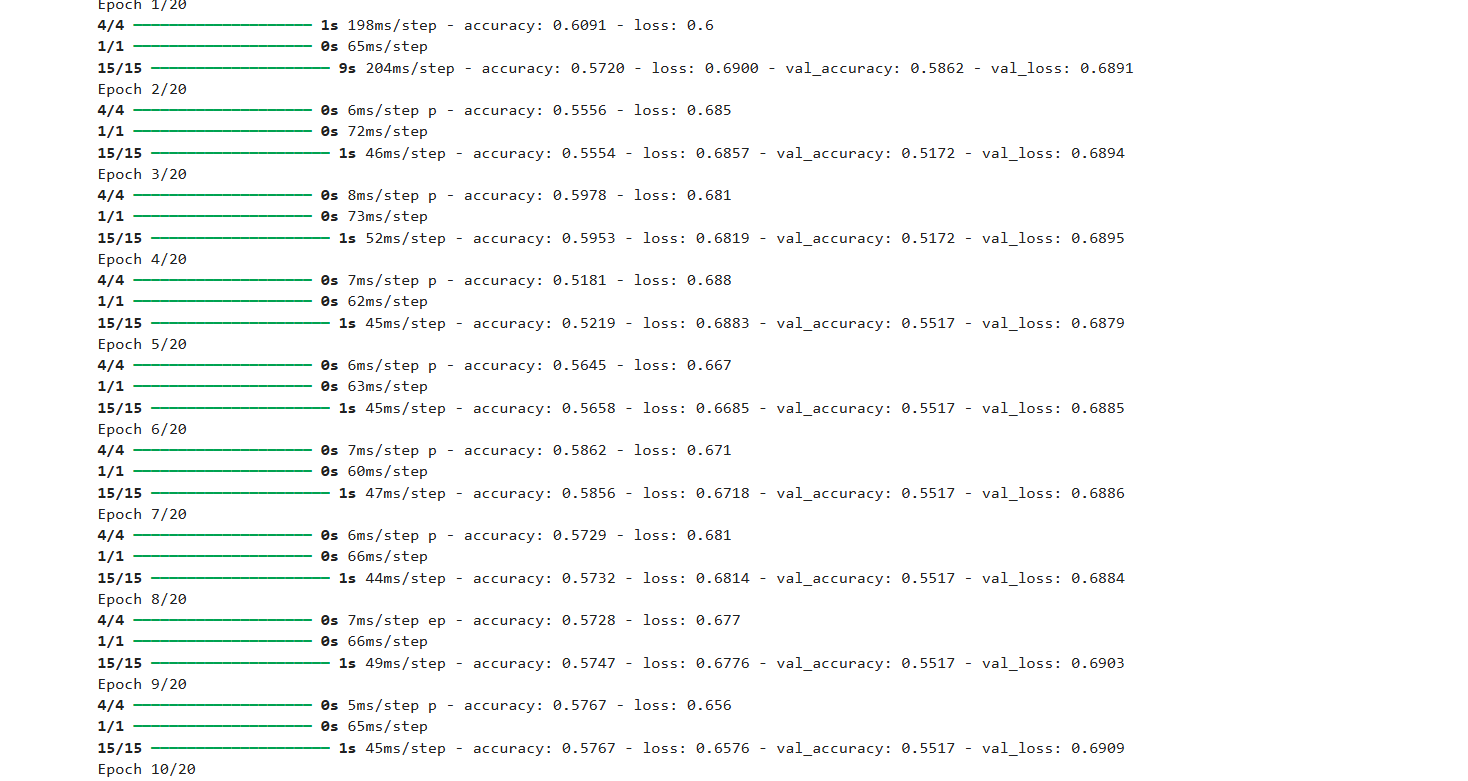 Epoch 1/20
4/4 ━━━━━━━━━━━━━━━━━━━━ 1s 198ms/step - accuracy: 0.6091 - loss: 0.6
1/1 ━━━━━━━━━━━━━━━━━━━━ 0s 65ms/step
15/15 ━━━━━━━━━━━━━━━━━━━━ 9s 204ms/step - accuracy: 0.5720 - loss: 0.6900 - val_accuracy: 0.5862 - val_loss: 0.6891
Epoch 2/20
4/4 ━━━━━━━━━━━━━━━━━━━━ 0s 6ms/step p - accuracy: 0.5556 - loss: 0.685
1/1 ━━━━━━━━━━━━━━━━━━━━ 0s 72ms/step
15/15 ━━━━━━━━━━━━━━━━━━━━ 1s 46ms/step - accuracy: 0.5554 - loss: 0.6857 - val_accuracy: 0.5172 - val_loss: 0.6894
Epoch 3/20
4/4 ━━━━━━━━━━━━━━━━━━━━ 0s 8ms/step p - accuracy: 0.5978 - loss: 0.681
1/1 ━━━━━━━━━━━━━━━━━━━━ 0s 73ms/step
15/15 ━━━━━━━━━━━━━━━━━━━━ 1s 52ms/step - accuracy: 0.5953 - loss: 0.6819 - val_accuracy: 0.5172 - val_loss: 0.6895
Epoch 4/20
4/4 ━━━━━━━━━━━━━━━━━━━━ 0s 7ms/step p - accuracy: 0.5181 - loss: 0.688
1/1 ━━━━━━━━━━━━━━━━━━━━ 0s 62ms/step
15/15 ━━━━━━━━━━━━━━━━━━━━ 1s 45ms/step - accuracy: 0.5219 - loss: 0.6883 - val_accuracy: 0.5517 - val_loss: 0.6879
Epoch 5/20
4/4 ━━━━━━━━━━━━━━━━━━━━ 0s 6ms/step p - accuracy: 0.5645 - loss: 0.667
1/1 ━━━━━━━━━━━━━━━━━━━━ 0s 63ms/step
15/15 ━━━━━━━━━━━━━━━━━━━━ 1s 45ms/step - accuracy: 0.5658 - loss: 0.6685 - val_accuracy: 0.5517 - val_loss: 0.6885
Epoch 6/20
4/4 ━━━━━━━━━━━━━━━━━━━━ 0s 7ms/step p - accuracy: 0.5862 - loss: 0.671
1/1 ━━━━━━━━━━━━━━━━━━━━ 0s 60ms/step
15/15 ━━━━━━━━━━━━━━━━━━━━ 1s 47ms/step - accuracy: 0.5856 - loss: 0.6718 - val_accuracy: 0.5517 - val_loss: 0.6886
Epoch 7/20
4/4 ━━━━━━━━━━━━━━━━━━━━ 0s 6ms/step p - accuracy: 0.5729 - loss: 0.681
1/1 ━━━━━━━━━━━━━━━━━━━━ 0s 66ms/step
15/15 ━━━━━━━━━━━━━━━━━━━━ 1s 44ms/step - accuracy: 0.5732 - loss: 0.6814 - val_accuracy: 0.5517 - val_loss: 0.6884
Epoch 8/20
4/4 ━━━━━━━━━━━━━━━━━━━━ 0s 7ms/step ep - accuracy: 0.5728 - loss: 0.677
1/1 ━━━━━━━━━━━━━━━━━━━━ 0s 66ms/step
15/15 ━━━━━━━━━━━━━━━━━━━━ 1s 49ms/step - accuracy: 0.5747 - loss: 0.6776 - val_accuracy: 0.5517 - val_loss: 0.6903
Epoch 9/20
4/4 ━━━━━━━━━━━━━━━━━━━━ 0s 5ms/step p - accuracy: 0.5767 - loss: 0.656
1/1 ━━━━━━━━━━━━━━━━━━━━ 0s 65ms/step
15/15 ━━━━━━━━━━━━━━━━━━━━ 1s 45ms/step - accuracy: 0.5767 - loss: 0.6576 - val_accuracy: 0.5517 - val_loss: 0.6909
Epoch 10/20